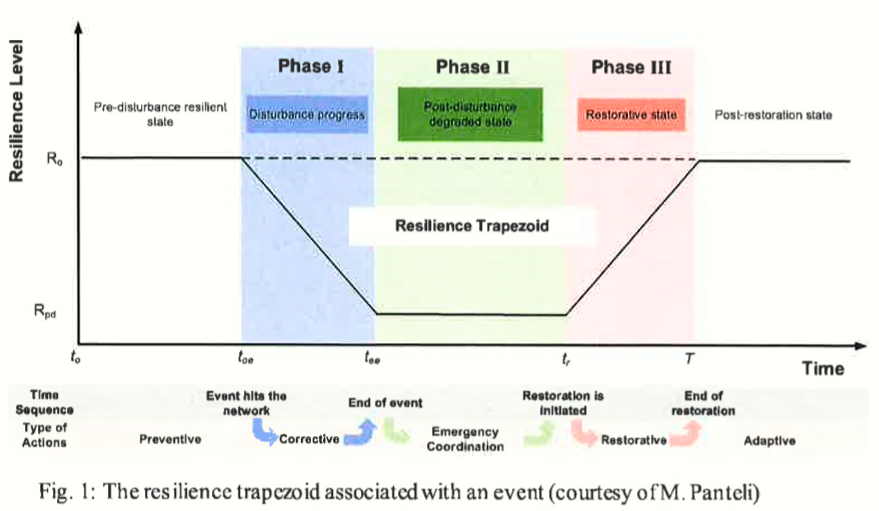 Resilience Level
Phase I
Phase II
Phase III
Pre-disturbance resilient
state
Disturbance progress
Post-disturbance
degraded state
Restorative state
Post-restoration state
Ro
Resilience Trapezoid
Rpd
to
toe
tee
tr
T
Time
Time
Sequence
Event hits the
network
End of event
Restoration is
initiated
End of
restoration
Type of
Actions
Preventive
Corrective
Emergency
Coordination
Restorative
Adaptive
Fig. 1: The resilience trapezoid associated with an event (courtesy of M. Panteli)